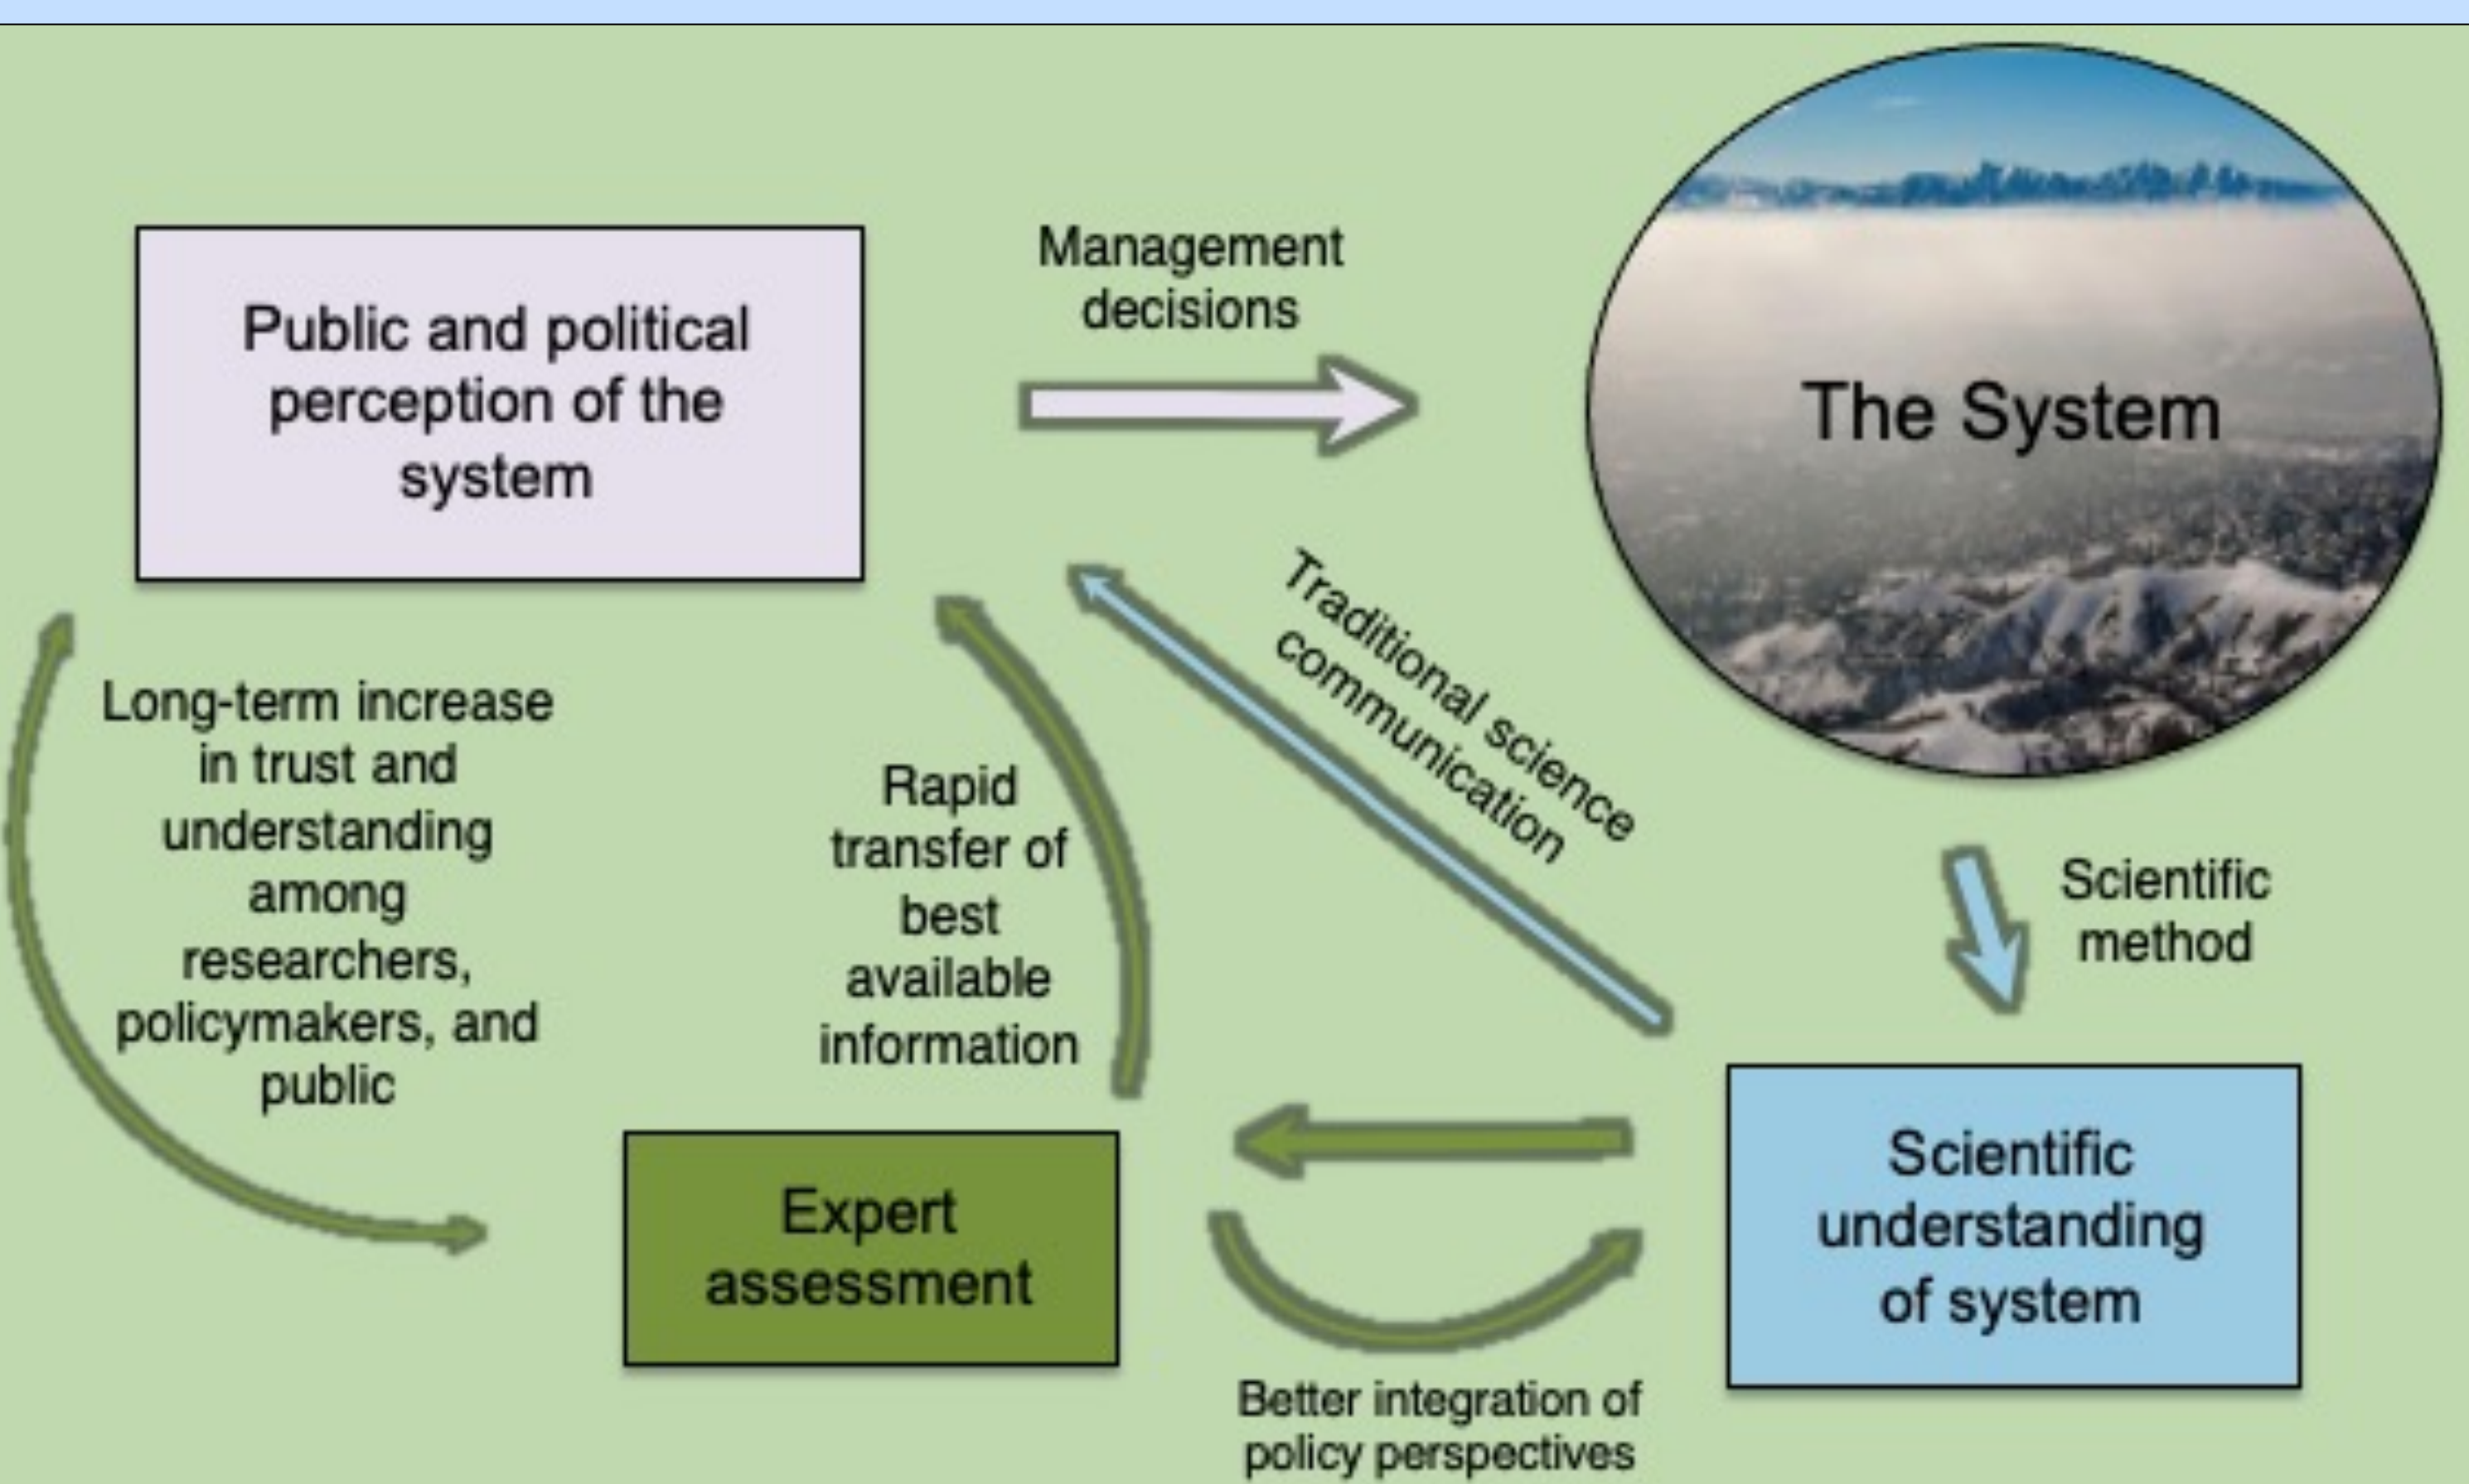 Public and political
perception of the
system
Management
decisions
The System
Traditional science
communication
Scientific
method
Long-term increase
in trust and
understanding
among
researchers,
policymakers, and
public
Rapid
transfer of
best
available
information
Expert
assessment
Scientific
understanding
of system
Better integration of
policy perspectives